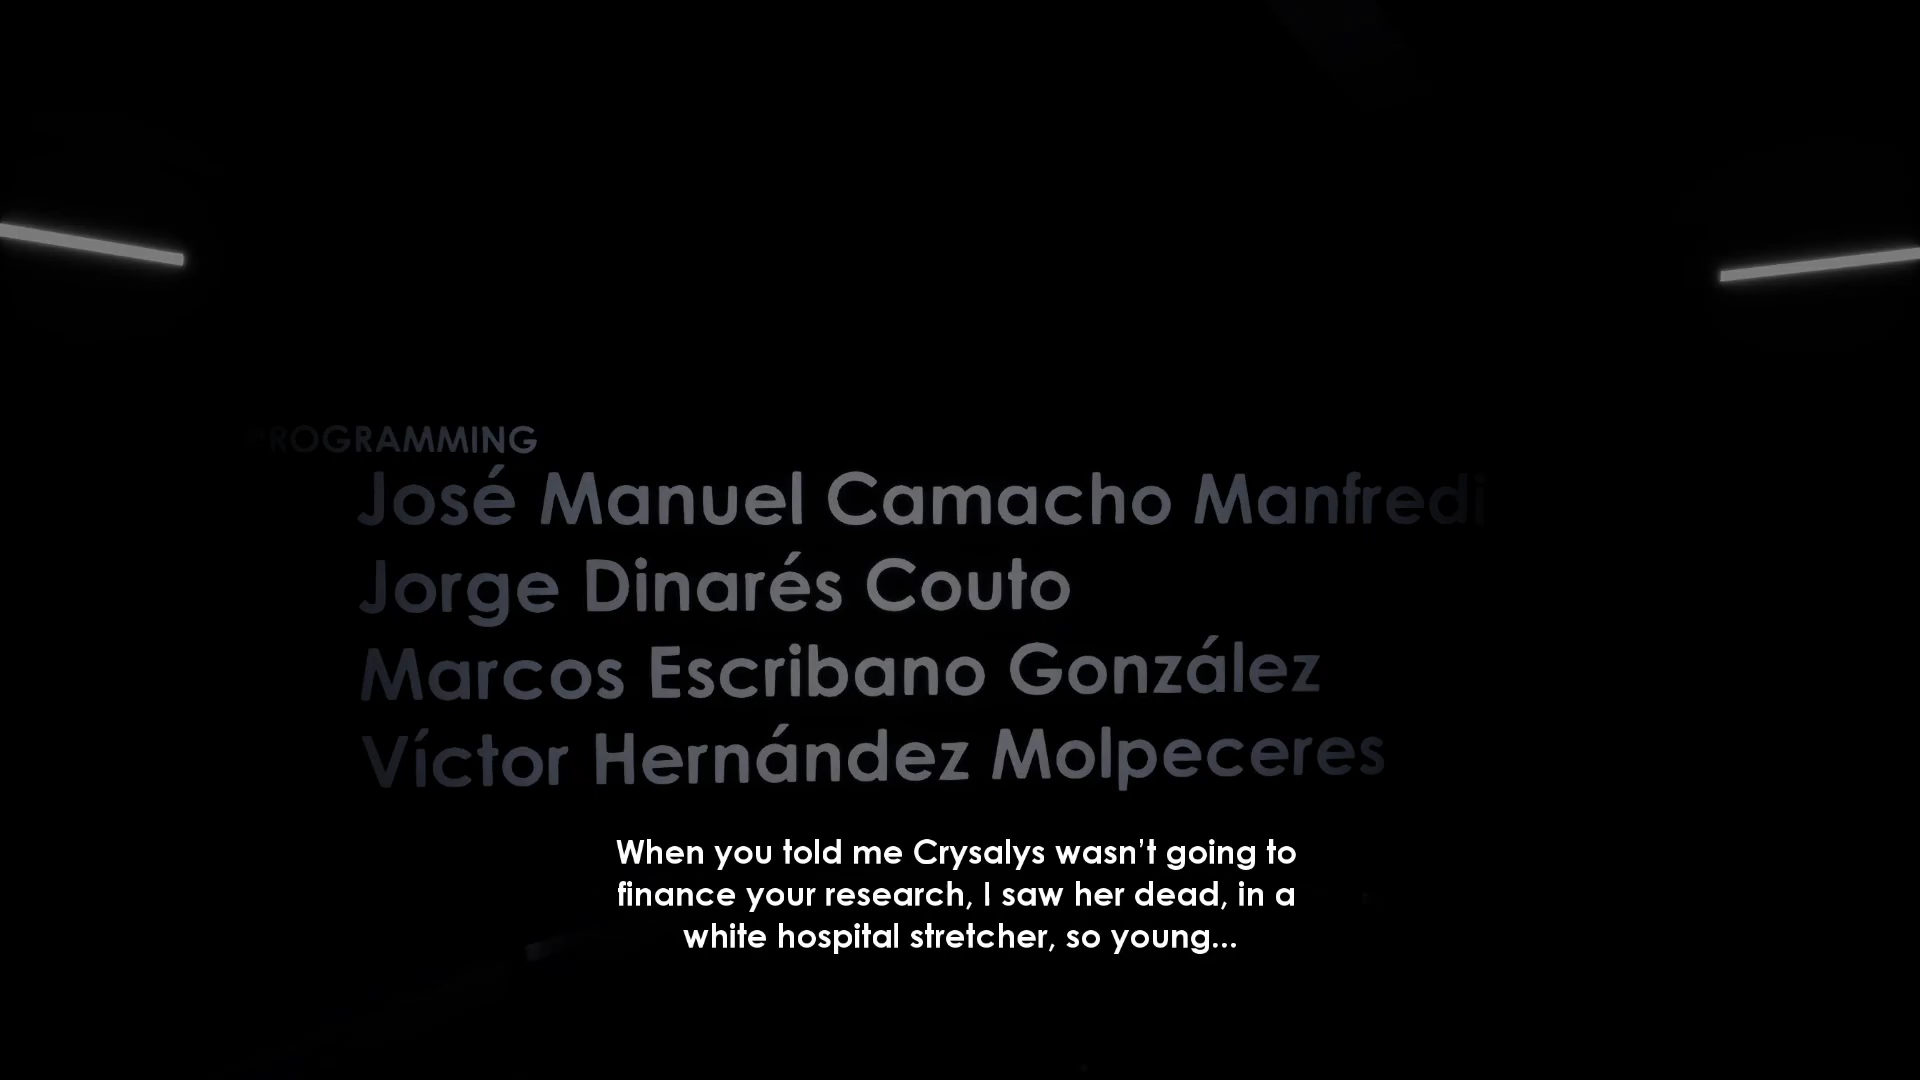 PROGRAMMING
José Manuel Camacho Manfredi
Jorge Dinarés Couto
Marcos Escribano González
Víctor Hernández Molpeceres
When you told me Crysalys wasn't going to
finance your research, I saw her dead, in a
white hospital stretcher, so young...